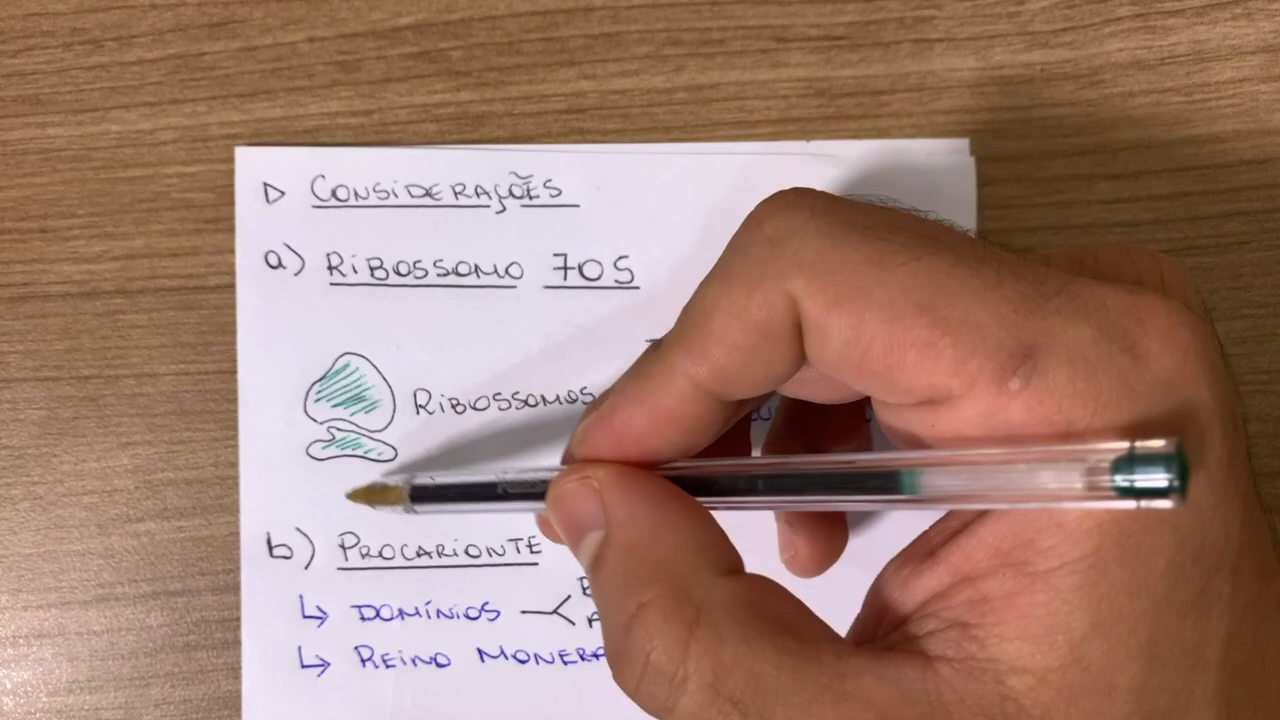 ▷ CONSIDERAÇÕES
a) RIBOSSOMO 70S
RIBOSSOMOS
b) PROCARIONTE
↳ DOMÍNIOS
↳ REINO MONERA